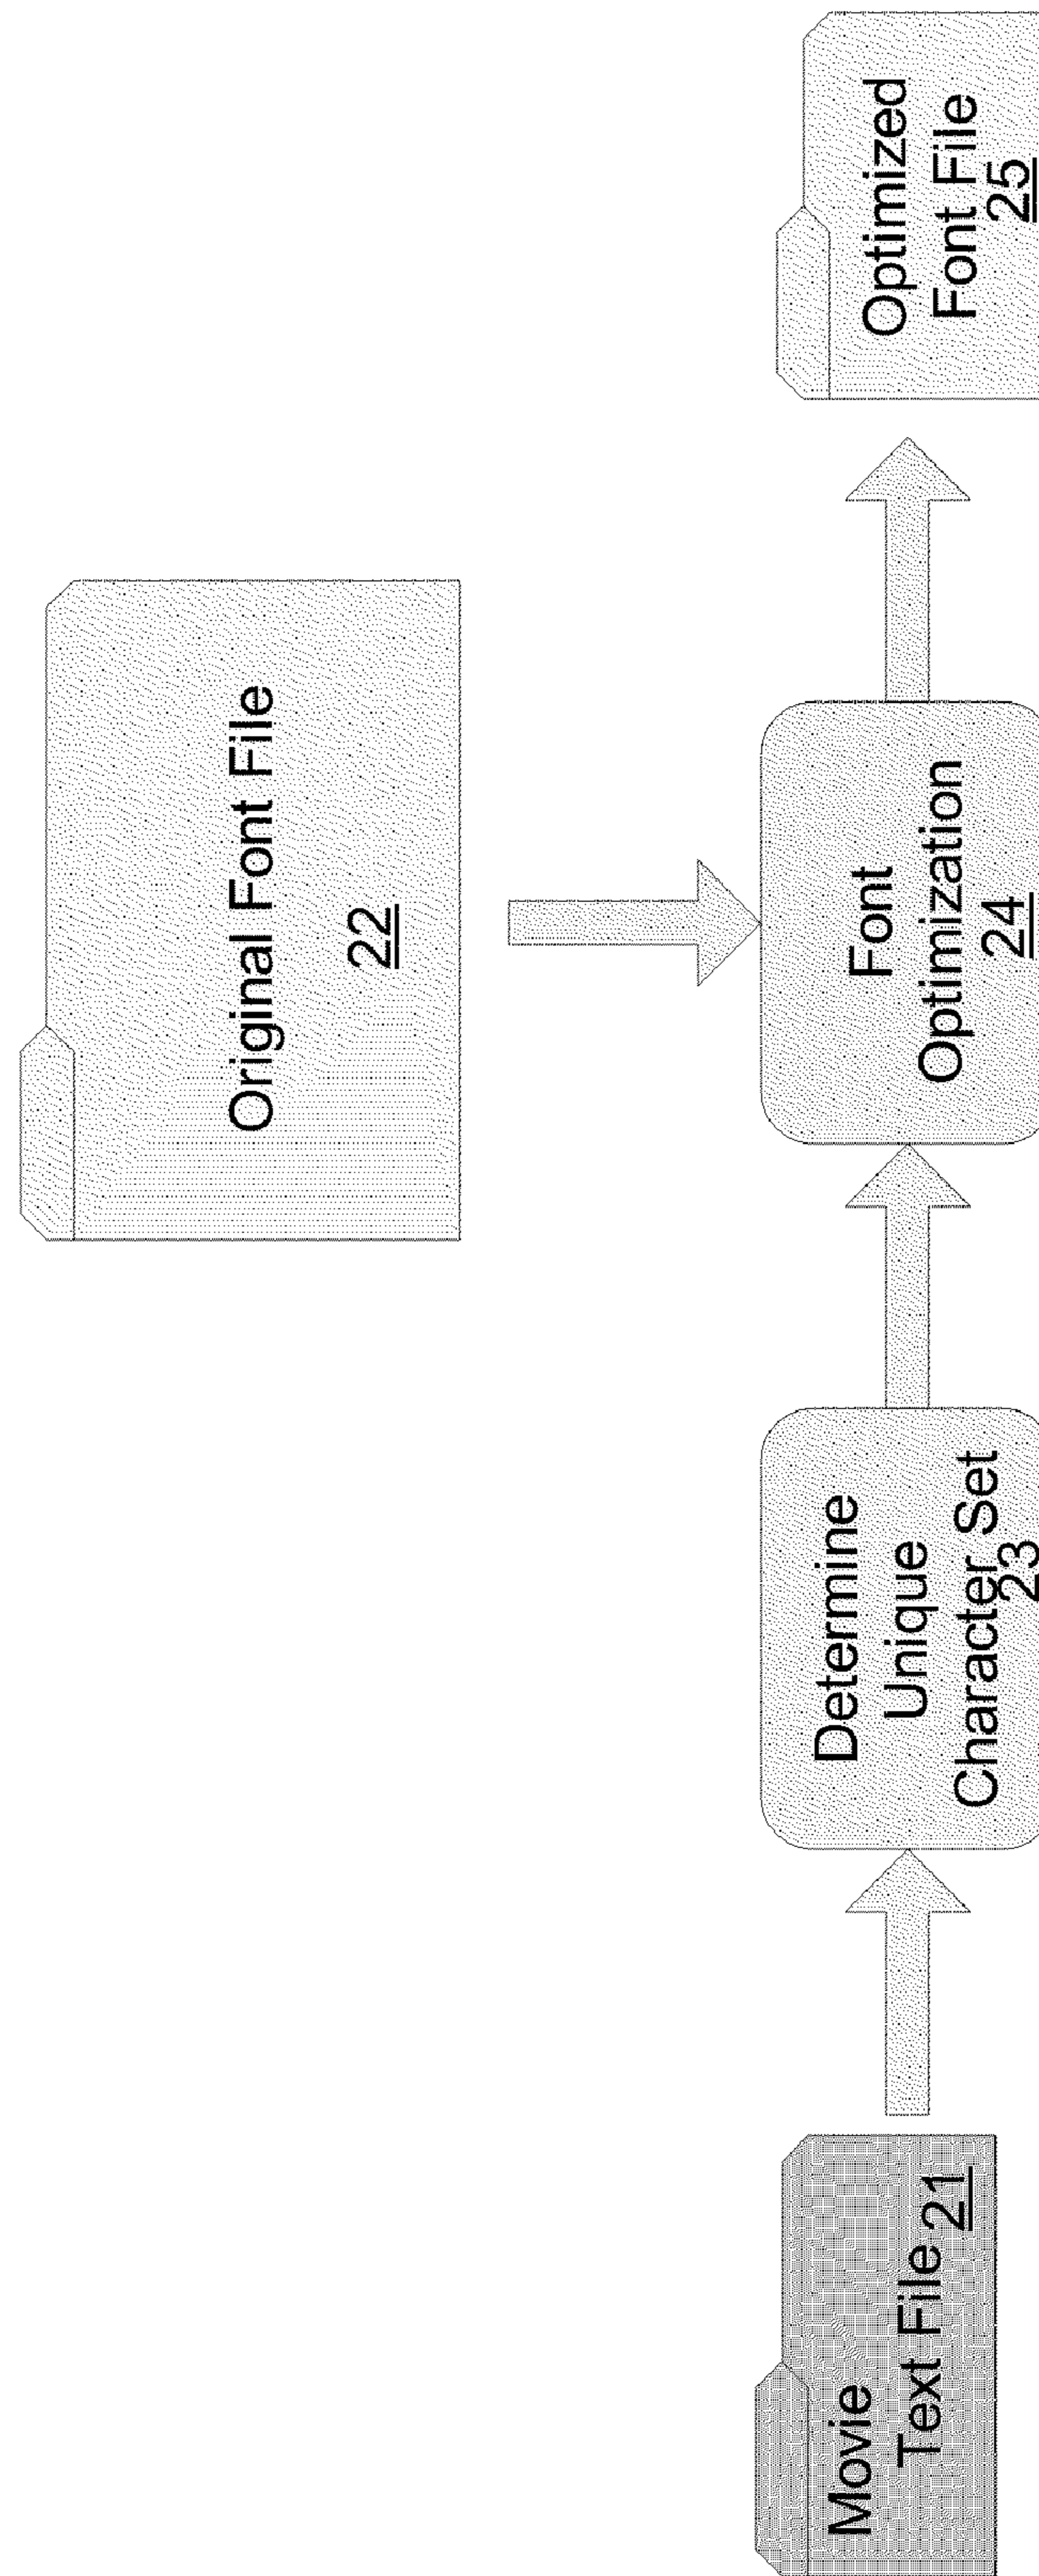 Original Font File
22
Movie
Text File 21
Determine
Unique
Character Set
23
Font
Optimization
24
Optimized
Font File
25